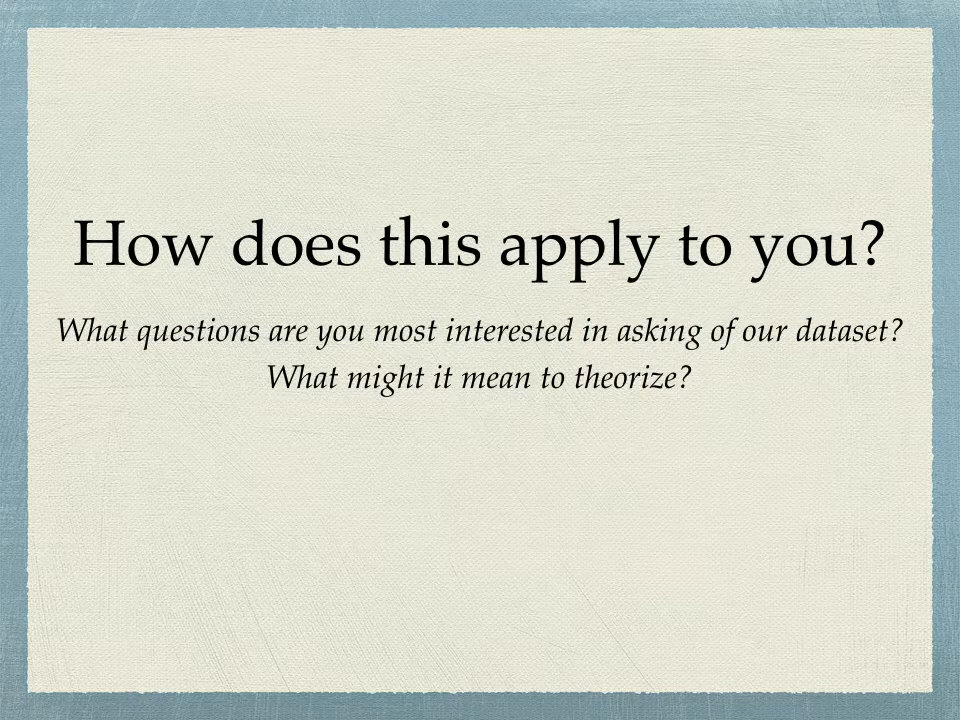 How does this apply to you?
What questions are you most interested in asking of our dataset?
What might it mean to theorize?